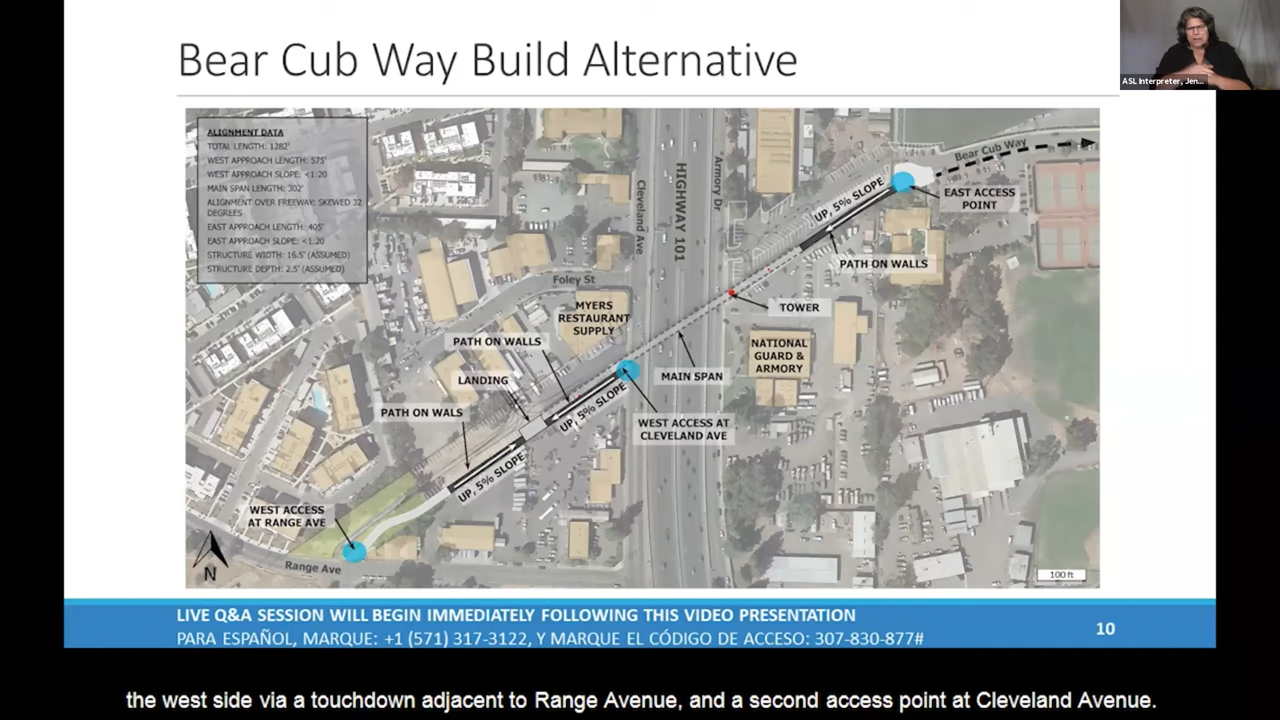 Bear Cub Way Build Alternative
ASL Interpreter, Jen...
ALIGNMENT DATA
TOTAL LENGTH: 1282'
WEST APPROACH LENGTH: 575'
WEST APPROACH SLOPE: <1:20
MAIN SPAN LENGTH: 302'
ALIGNMENT OVER FREEWAY: SKEWED 32
DEGREES
EAST APPROACH LENGTH: 405'
EAST APPROACH SLOPE: <1:20
STRUCTURE WIDTH: 16.5' (ASSUMED)
STRUCTURE DEPTH: 2.5' (ASSUMED)
Cleveland Ave
HIGHWAY 101
Armory Dr
Bear Cub Way
UP, 5% SLOPE
EAST ACCESS
POINT
PATH ON WALLS
Foley St
MYERS
RESTAURANT
SUPPLY
TOWER
PATH ON WALLS
NATIONAL
GUARD &
ARMORY
LANDING
MAIN SPAN
PATH ON WALS
UP, 5% SLOPE
WEST ACCESS AT
CLEVELAND AVE
UP, 5% SLOPE
WEST ACCESS
AT RANGE AVE
N
Range Ave
100 ft
LIVE Q&A SESSION WILL BEGIN IMMEDIATELY FOLLOWING THIS VIDEO PRESENTATION
PARA ESPAÑOL, MARQUE: +1 (571) 317-3122, Y MARQUE EL CÓDIGO DE ACCESO: 307-830-877#
10
the west side via a touchdown adjacent to Range Avenue, and a second access point at Cleveland Avenue.